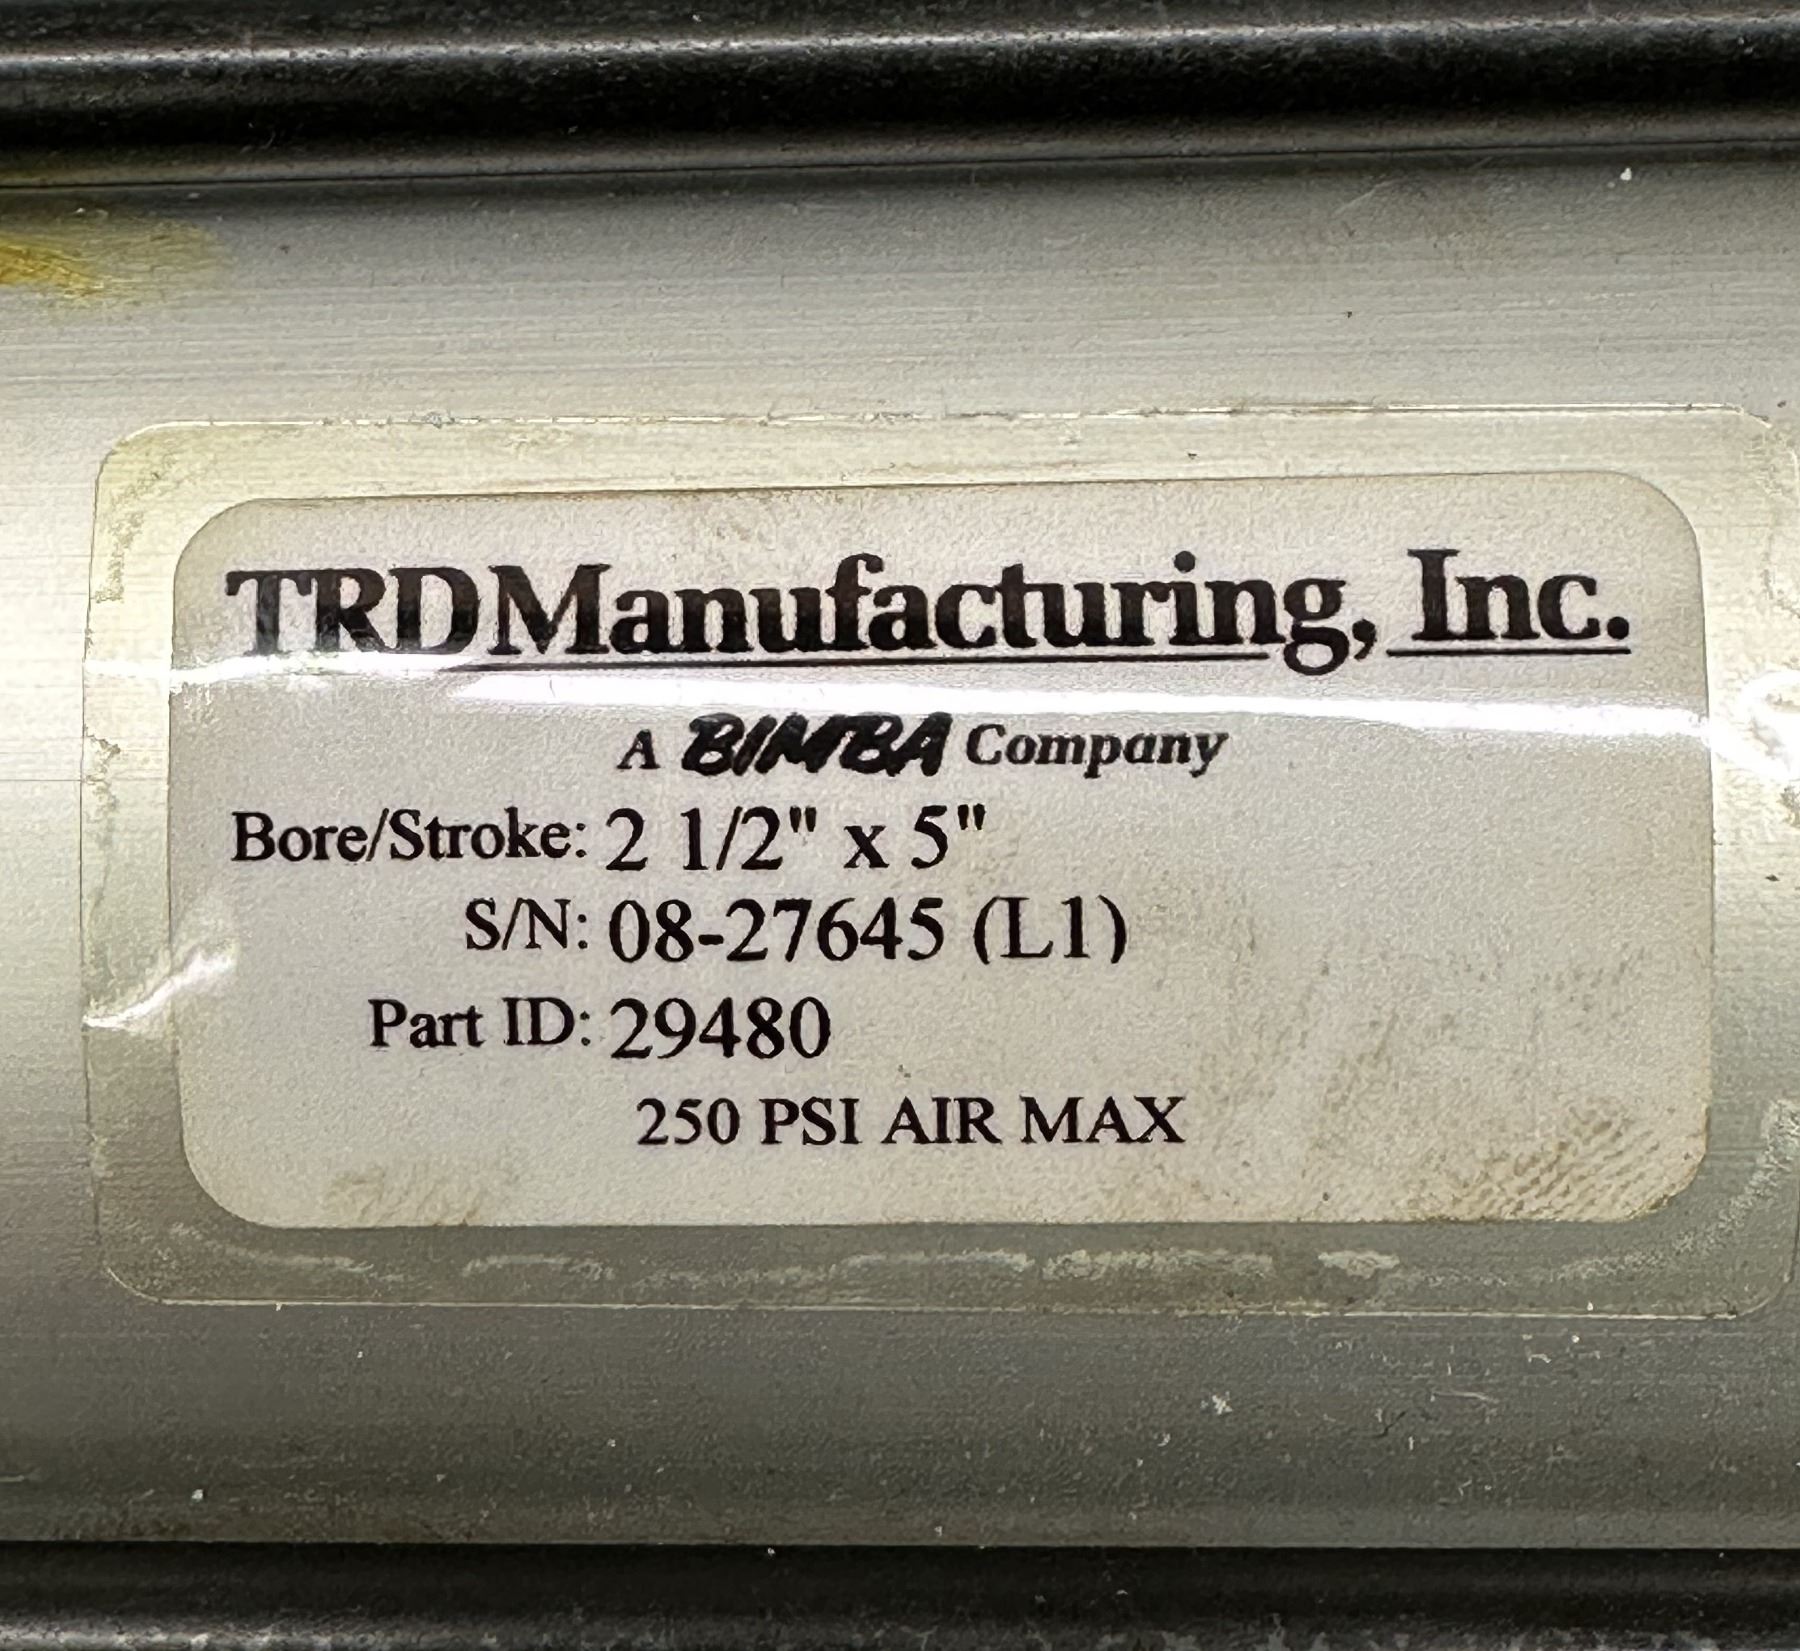 TRD Manufacturing, Inc.
A BIMBA Company
Bore/Stroke: 2 1/2" x 5"
S/N: 08-27645 (L1)
Part ID: 29480
250 PSI AIR MAX